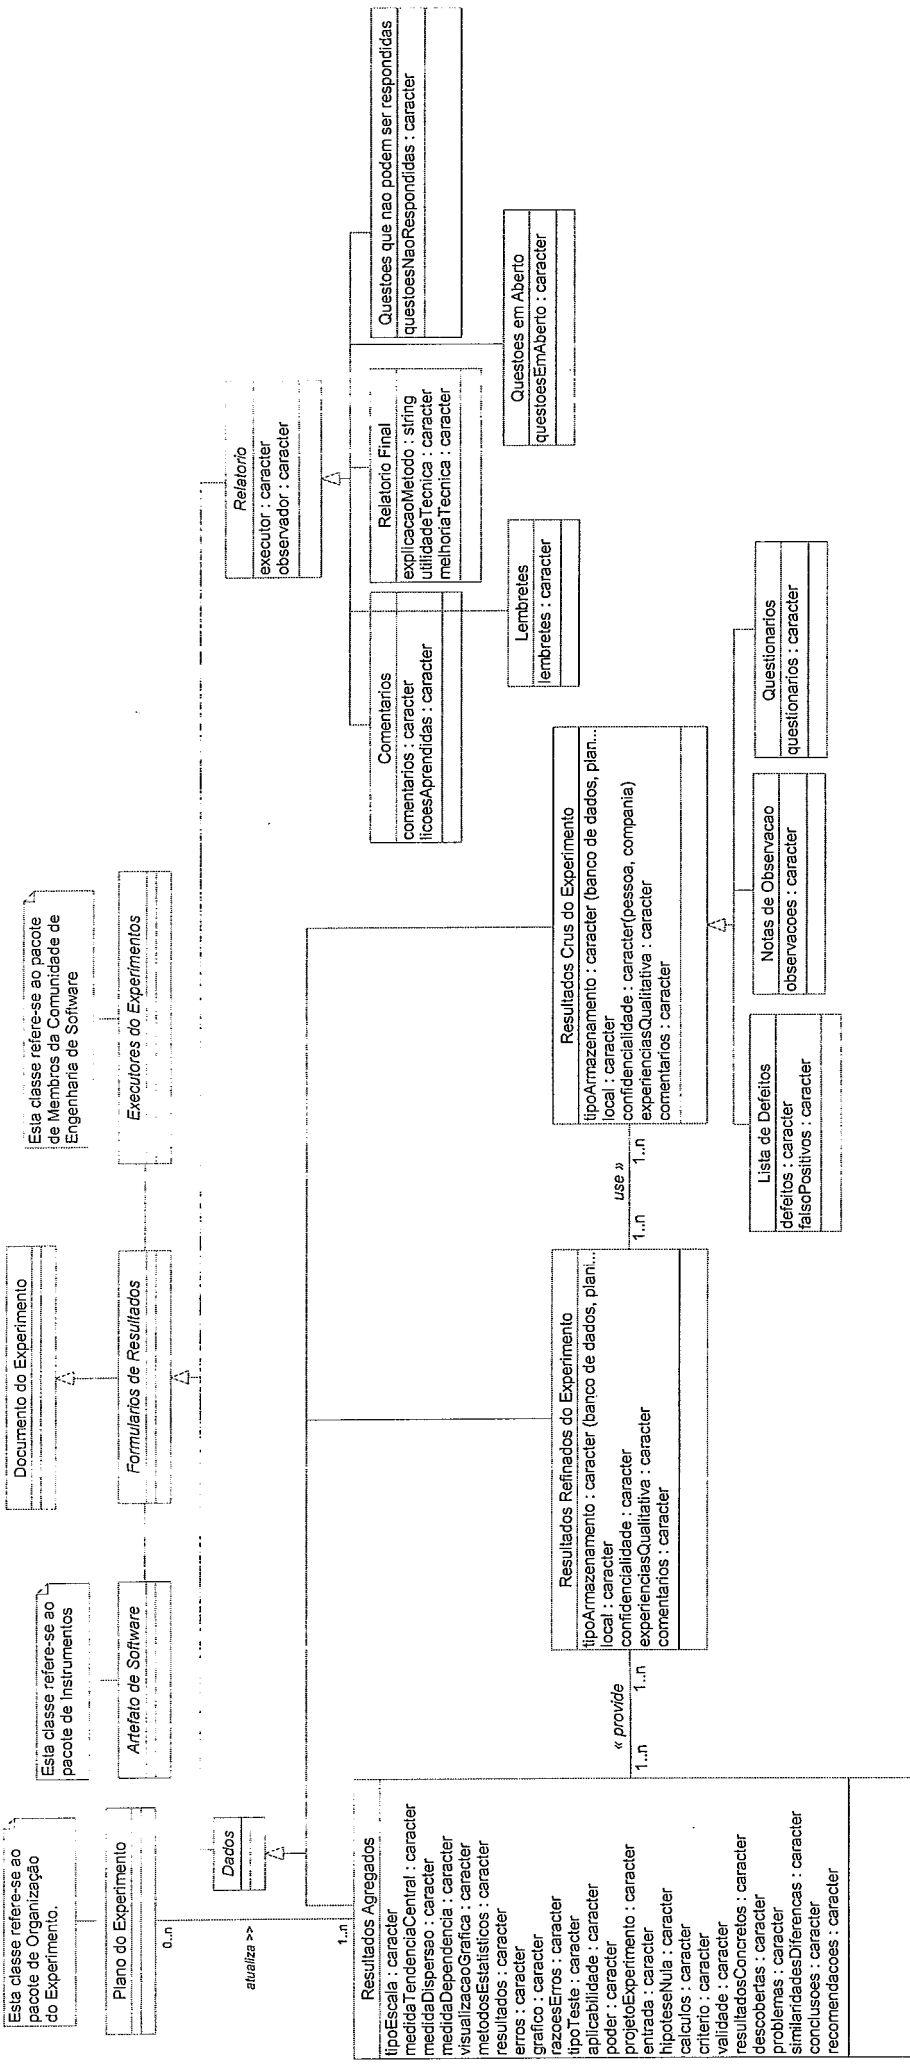 Esta classe refere-se ao
pacote de Organização
do Experimento.
Plano do Experimento
0..n
atualiza >>
1..n
Esta classe refere-se ao
pacote de Instrumentos
Artefato de Software
Documento do Experimento
Formularios de Resultados
Esta classe refere-se ao pacote
de Membros da Comunidade de
Engenharia de Software
Executores do Experimentos
Dados
Relatorio
executor : caracter
observador : caracter
Resultados Agregados
tipoEscala : caracter
medidaTendenciaCentral : caracter
medidaDispersao : caracter
medidaDependencia : caracter
visualizacaoGrafica : caracter
metodosEstatisticos : caracter
resultados : caracter
erros : caracter
grafico : caracter
razoesErros : caracter
tipoTeste : caracter
aplicabilidade : caracter
poder : caracter
projetoExperimento : caracter
entrada : caracter
hipoteseNula : caracter
calculos : caracter
criterio : caracter
validade : caracter
resultadosConcretos : caracter
descobertas : caracter
problemas : caracter
similaridadesDiferencas : caracter
conclusoes : caracter
recomendacoes : caracter
« provide
1..n
1..n
Resultados Refinados do Experimento
tipoArmazenamento : caracter (banco de dados, plani...
local : caracter
confidencialidade : caracter
experienciasQualitativa : caracter
comentarios : caracter
use »
1..n
1..n
Resultados Crus do Experimento
tipoArmazenamento : caracter (banco de dados, plan...
local : caracter
confidencialidade : caracter(pessoa, compania)
experienciasQualitativa : caracter
comentarios : caracter
Comentarios
comentarios : caracter
licoesAprendidas : caracter
Relatorio Final
explicacaoMetodo : string
utilidadeTecnica : caracter
melhoriaTecnica : caracter
Questoes que nao podem ser respondidas
questoesNaoRespondidas : caracter
Lembretes
lembretes : caracter
Questoes em Aberto
questoesEmAberto : caracter
Lista de Defeitos
defeitos : caracter
falsoPositivos : caracter
Notas de Observacao
observacoes : caracter
Questionarios
questionarios : caracter